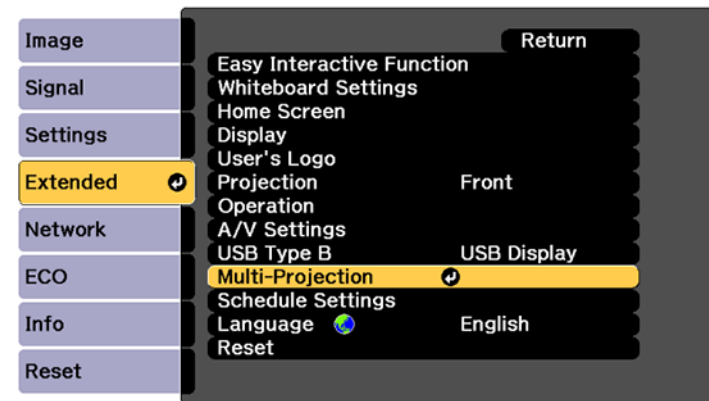 Image
Signal
Settings
Extended
Network
ECO
Info
Reset
Return
Easy Interactive Function
Whiteboard Settings
Home Screen
Display
User's Logo
Projection Front
Operation
A/V Settings
USB Type B USB Display
Multi-Projection
Schedule Settings
Language English
Reset